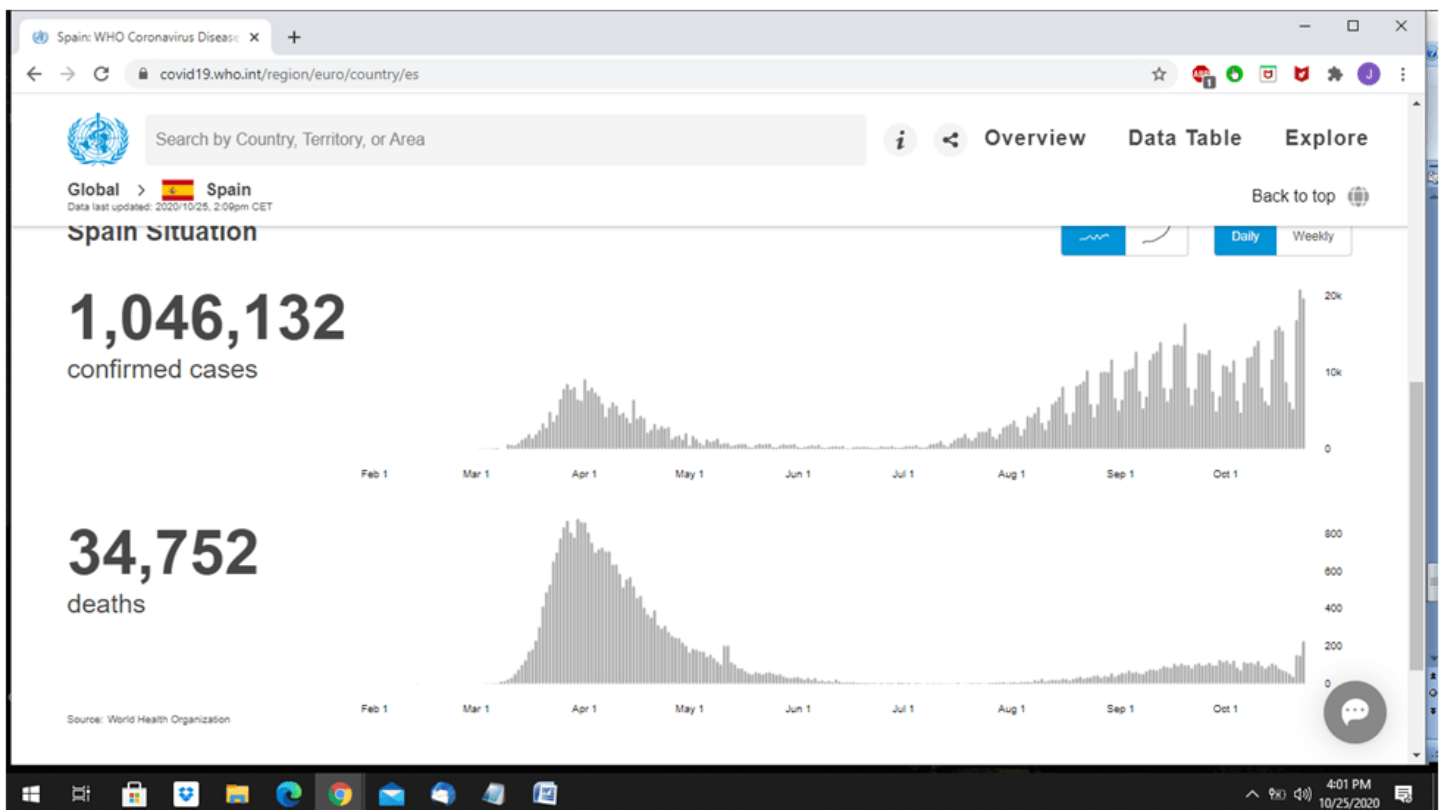 Spain: WHO Coronavirus Disease
covid19.who.int/region/euro/country/es
ABP
1
J
Search by Country, Territory, or Area
i
Overview
Data Table
Explore
Global > Spain
Data last updated: 2020/10/25, 2:09pm CET
Back to top
Spain Situation
Daily
Weekly
1,046,132
confirmed cases
20k
10k
0
Feb 1 Mar 1 Apr 1 May 1 Jun 1 Jul 1 Aug 1 Sep 1 Oct 1
34,752
deaths
800
600
400
200
0
Feb 1 Mar 1 Apr 1 May 1 Jun 1 Jul 1 Aug 1 Sep 1 Oct 1
Source: World Health Organization
4:01 PM
10/25/2020